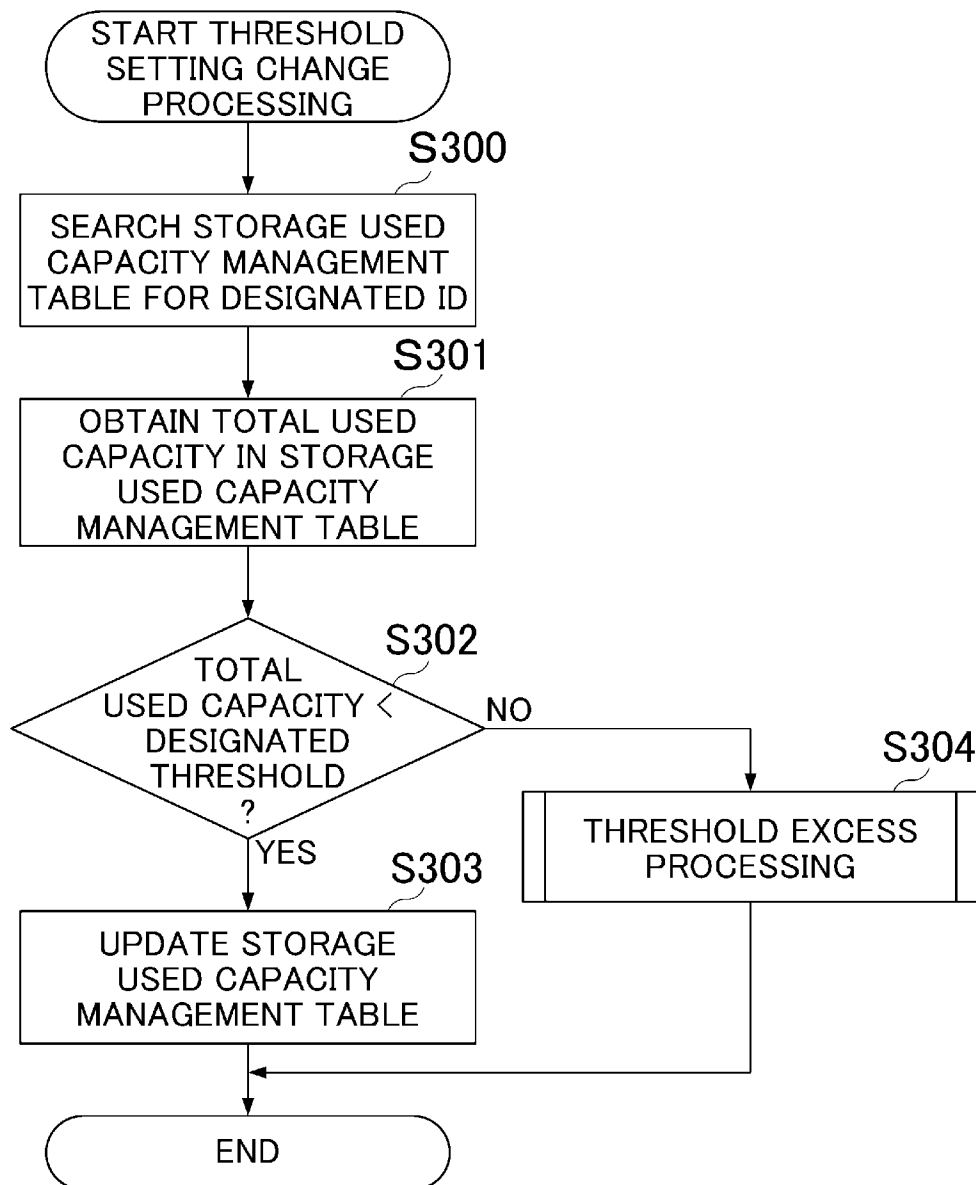 START THRESHOLD
SETTING CHANGE
PROCESSING
S300
SEARCH STORAGE USED
CAPACITY MANAGEMENT
TABLE FOR DESIGNATED ID
S301
OBTAIN TOTAL USED
CAPACITY IN STORAGE
USED CAPACITY
MANAGEMENT TABLE
S302
TOTAL
USED CAPACITY <
DESIGNATED
THRESHOLD
?
NO
YES
S304
THRESHOLD EXCESS
PROCESSING
S303
UPDATE STORAGE
USED CAPACITY
MANAGEMENT TABLE
END